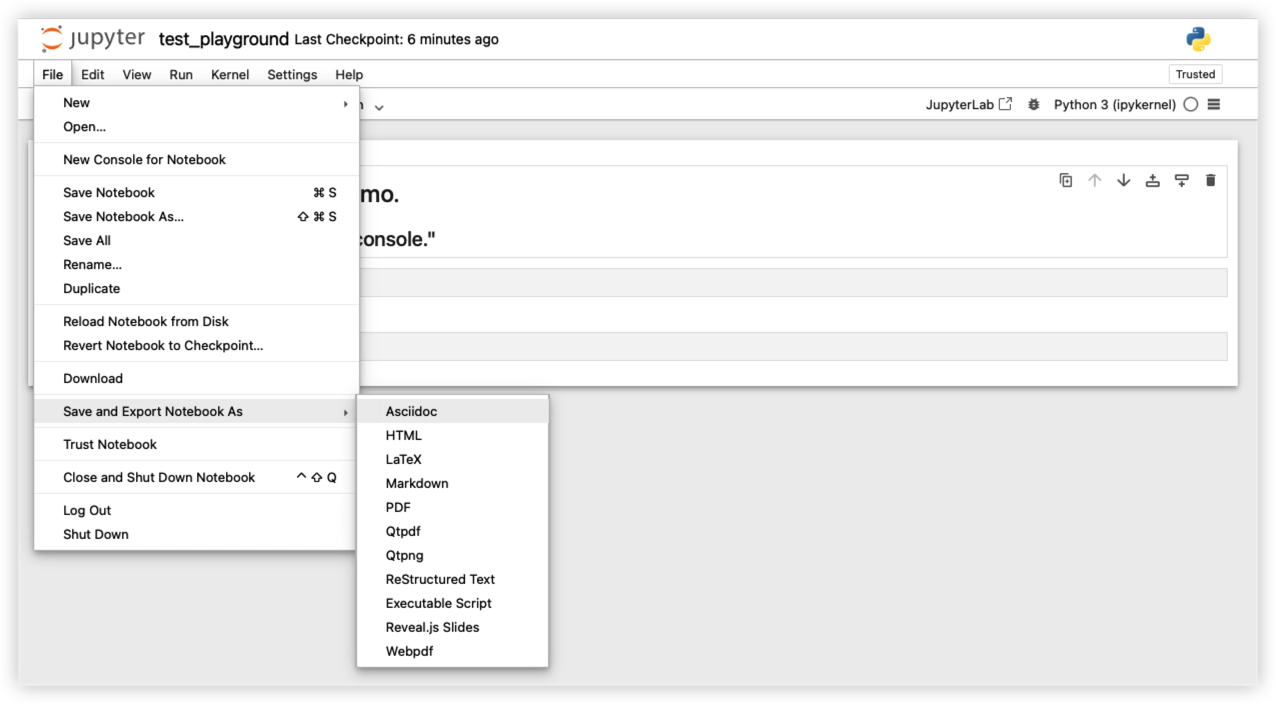 jupyter test_playground Last Checkpoint: 6 minutes ago
File Edit View Run Kernel Settings Help Trusted
JupyterLab Python 3 (ipykernel)
New
Open...
New Console for Notebook
Save Notebook ⌘ S
Save Notebook As... ⇧ ⌘ S
Save All
Rename...
Duplicate
Reload Notebook from Disk
Revert Notebook to Checkpoint...
Download
Save and Export Notebook As
Trust Notebook
Close and Shut Down Notebook ^ ⇧ Q
Log Out
Shut Down
mo.
console."
Asciidoc
HTML
LaTeX
Markdown
PDF
Qtpdf
Qtpng
ReStructured Text
Executable Script
Reveal.js Slides
Webpdf